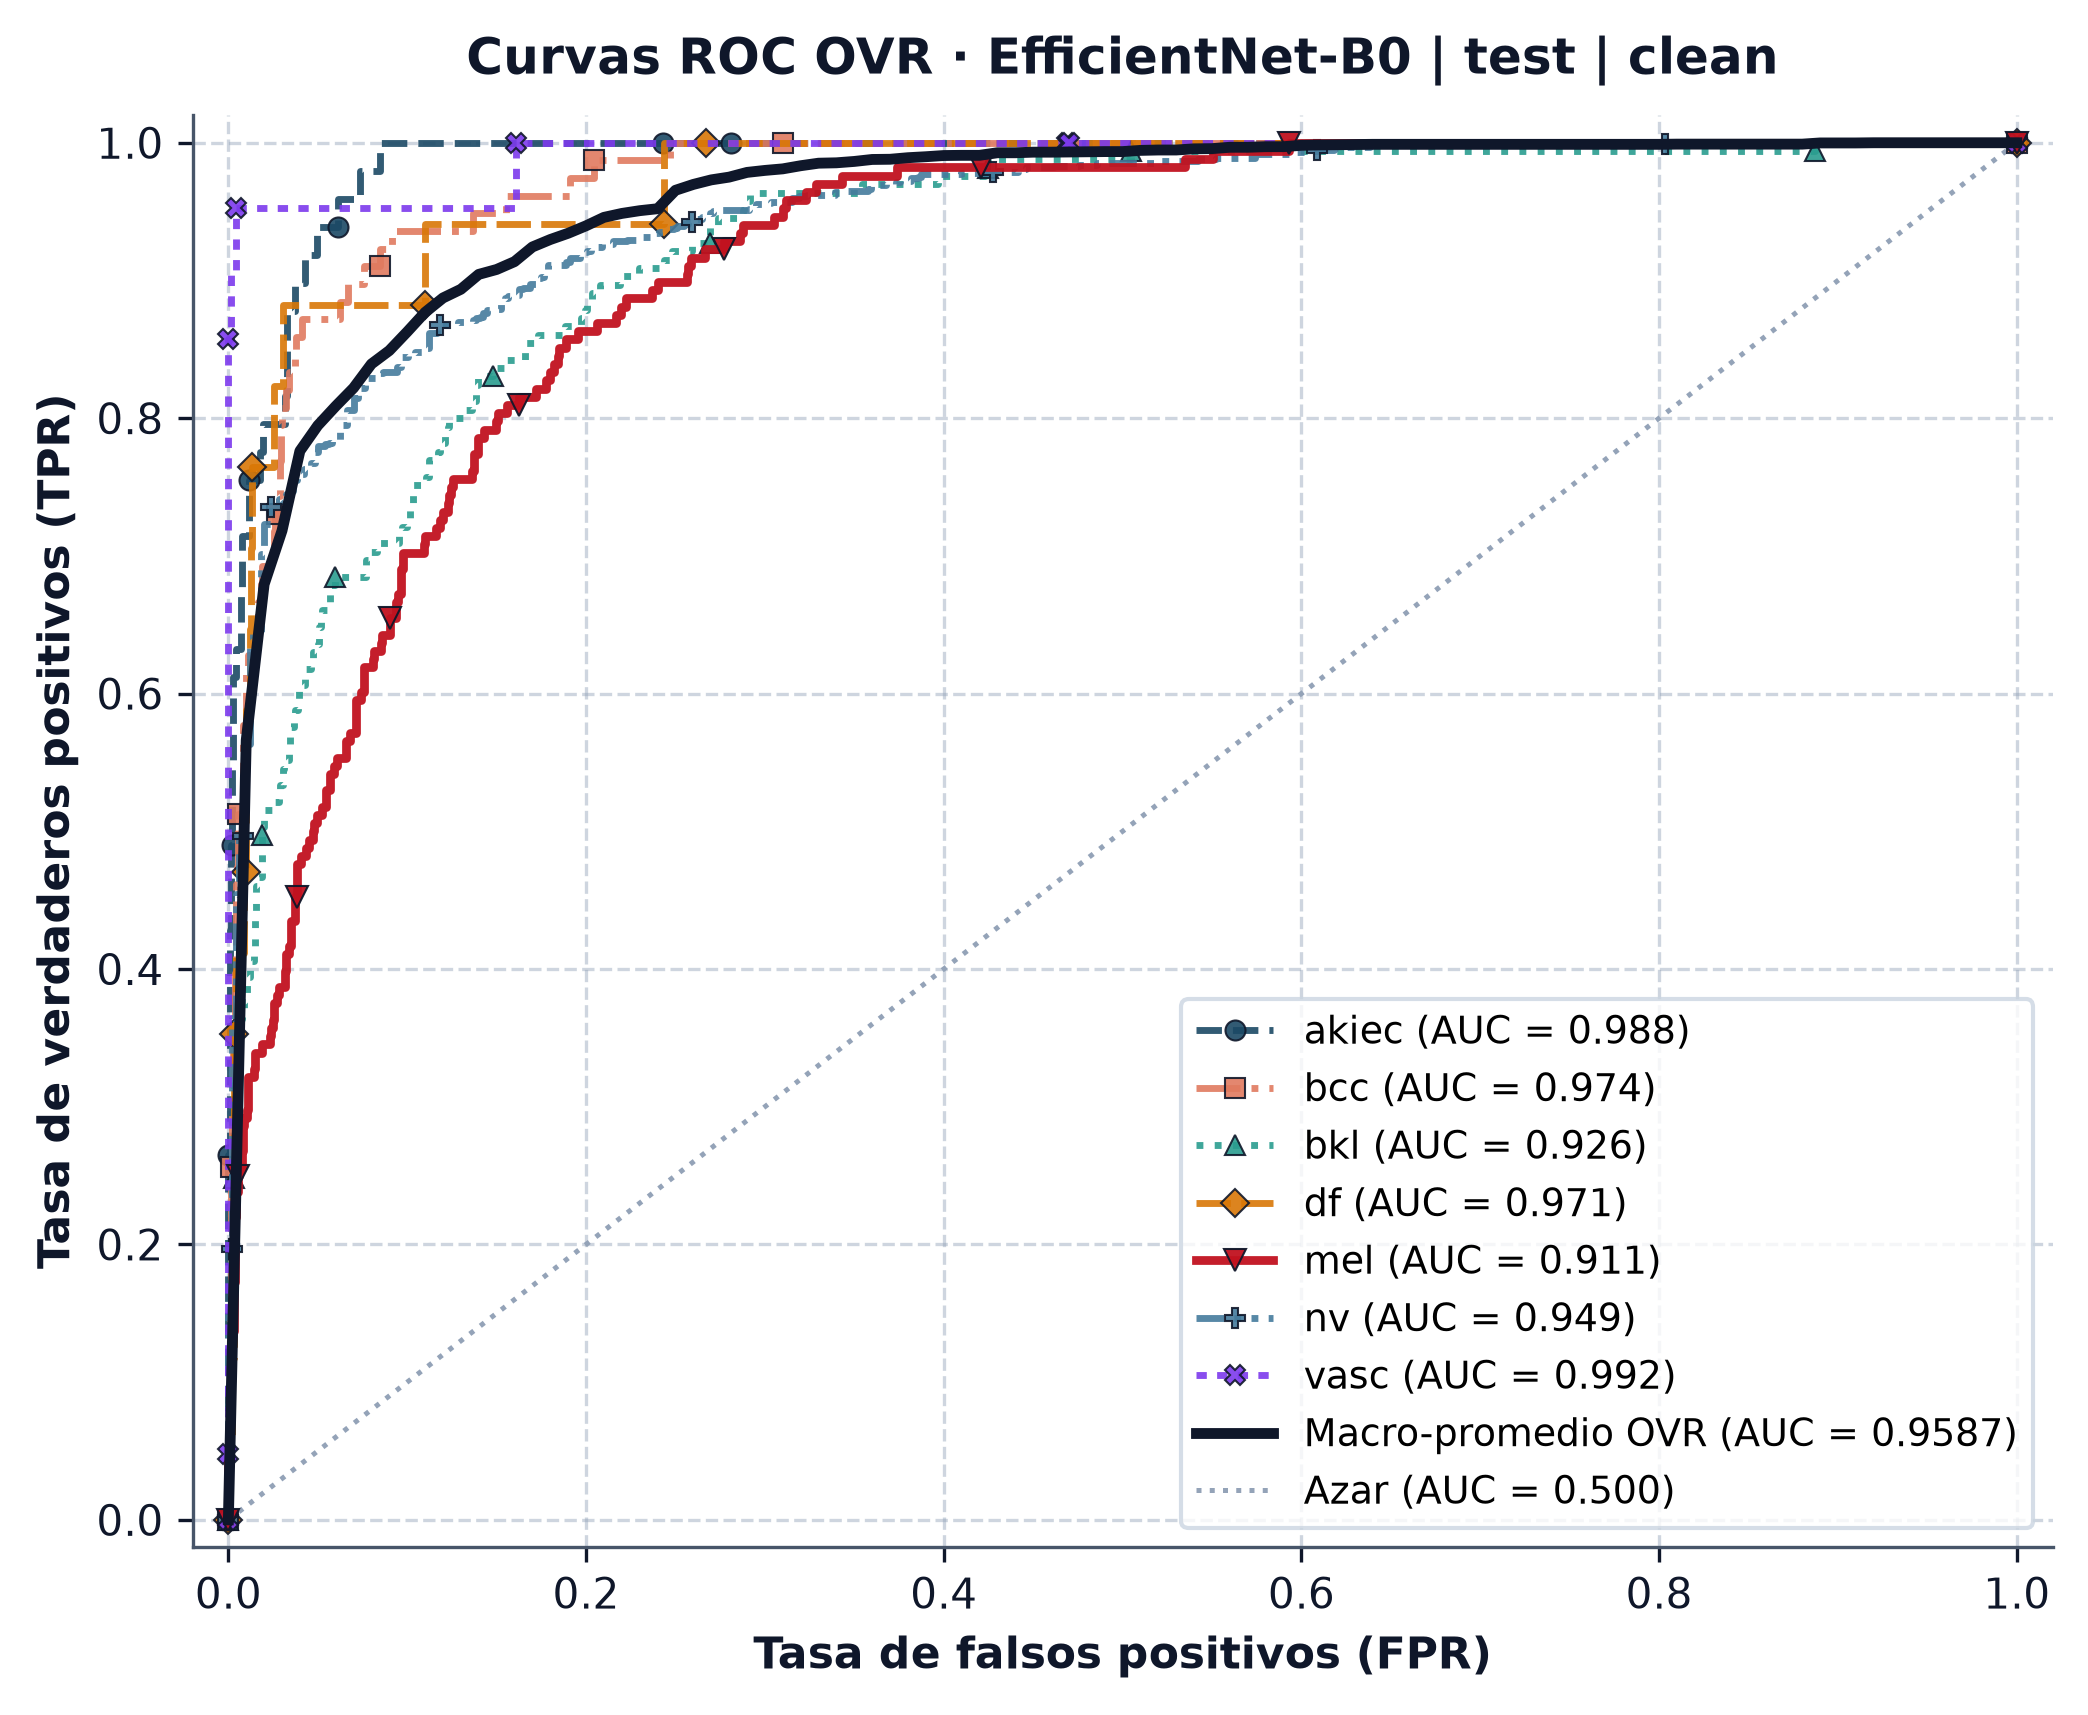 Curvas ROC OVR · EfficientNet-B0 | test | clean
Tasa de verdaderos positivos (TPR)
1.0
0.8
0.6
0.4
0.2
0.0
akiec (AUC = 0.988)
bcc (AUC = 0.974)
bkl (AUC = 0.926)
df (AUC = 0.971)
mel (AUC = 0.911)
nv (AUC = 0.949)
vasc (AUC = 0.992)
Macro-promedio OVR (AUC = 0.9587)
Azar (AUC = 0.500)
0.0 0.2 0.4 0.6 0.8 1.0
Tasa de falsos positivos (FPR)